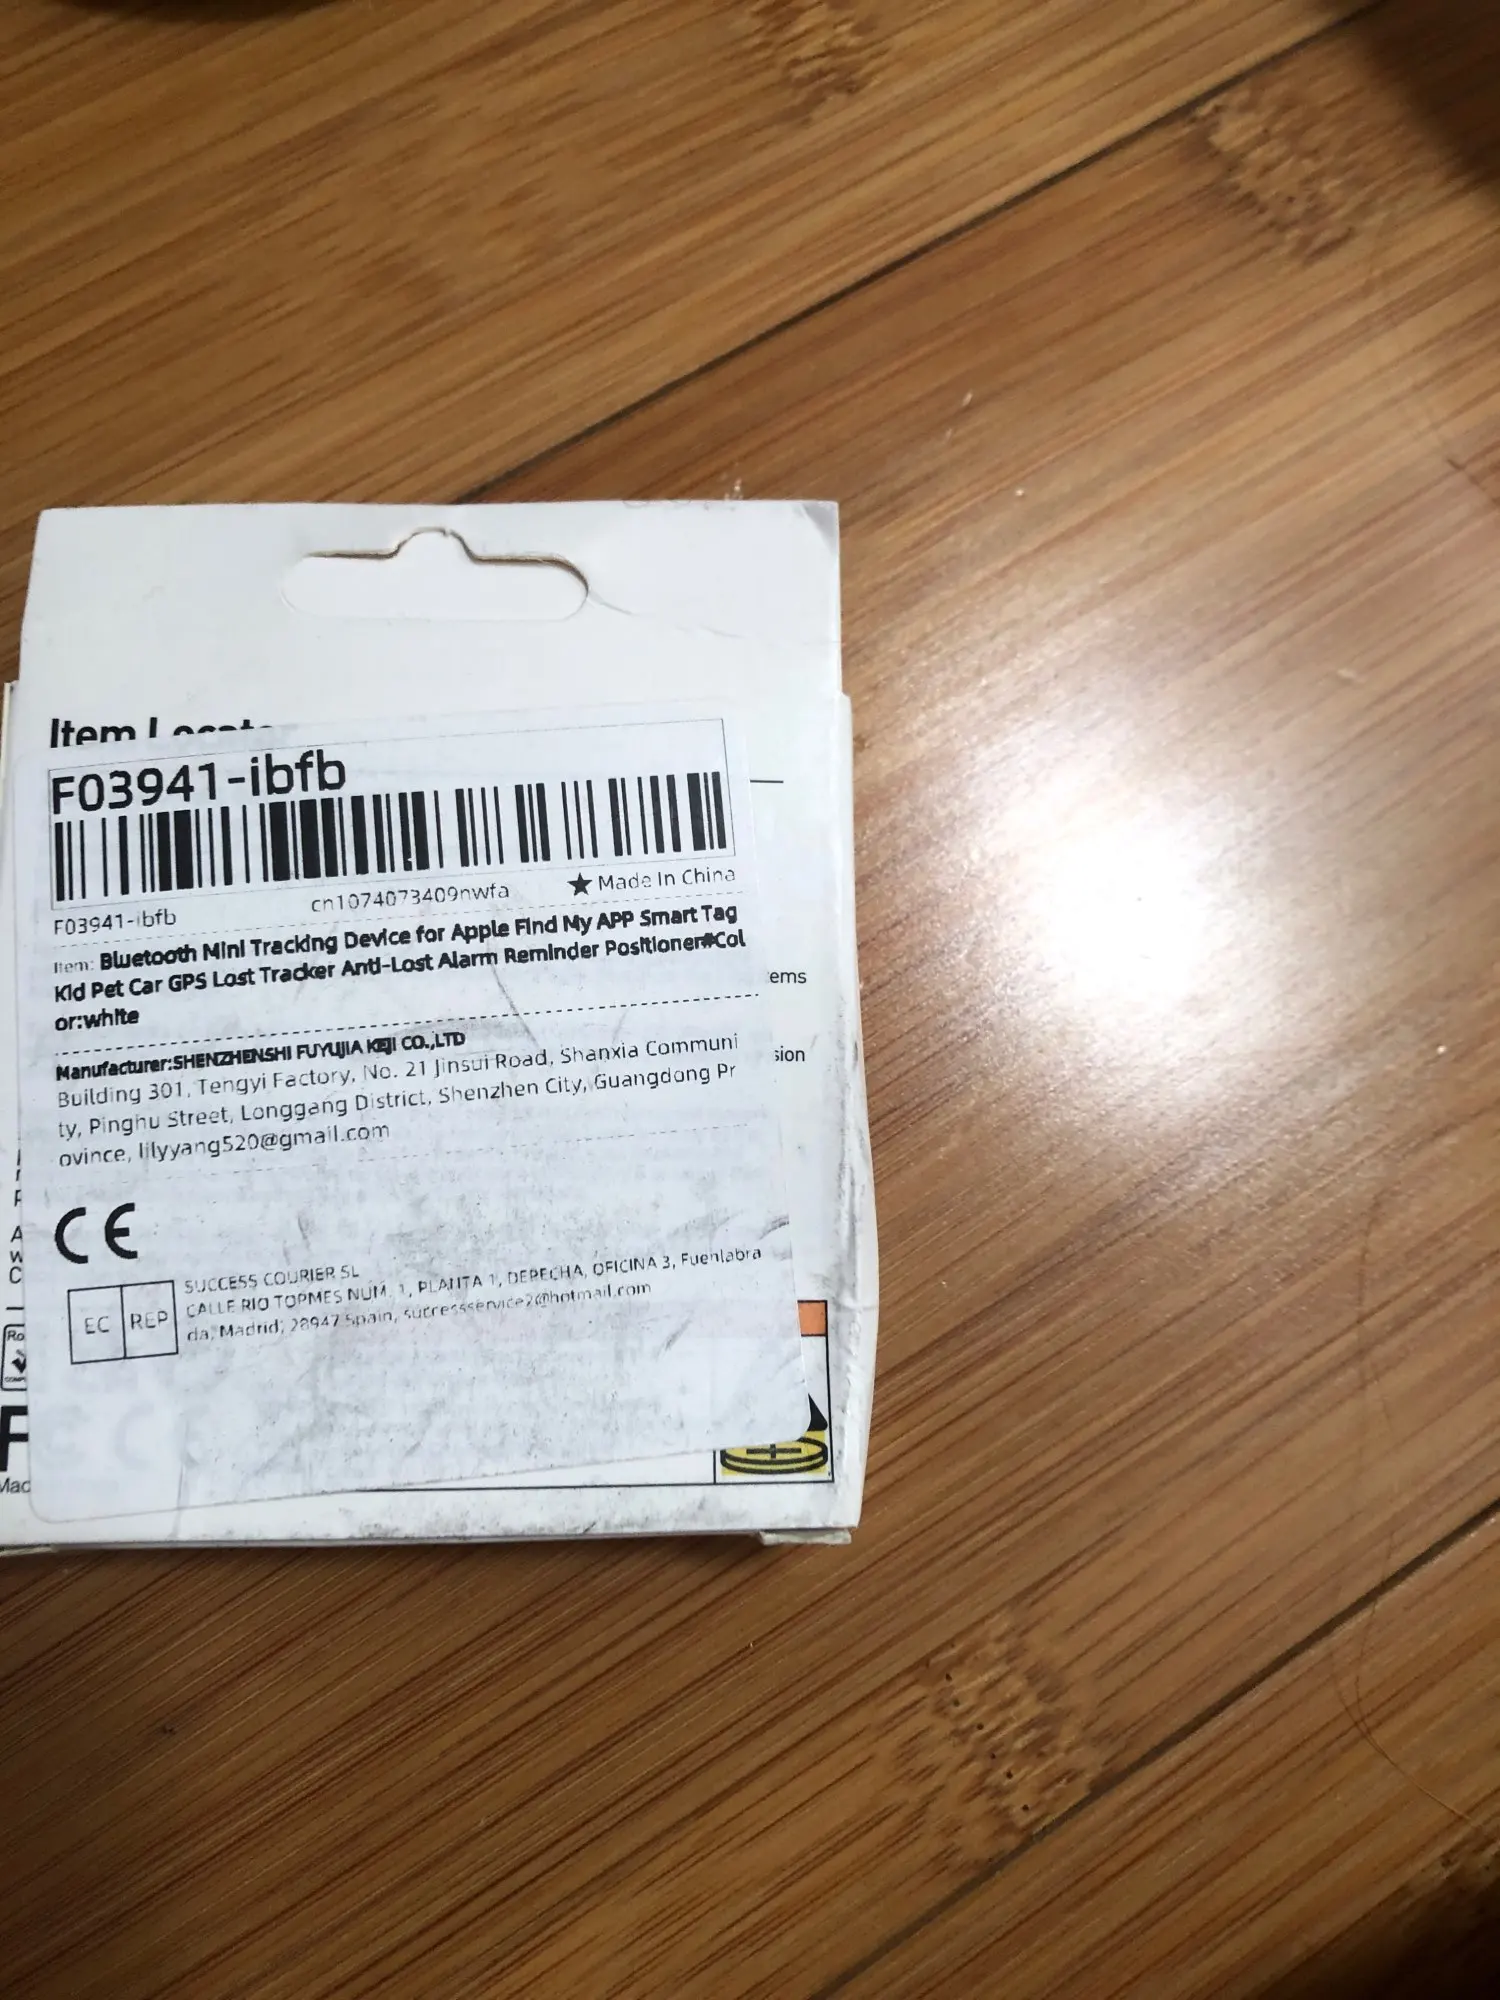 Item Locat
F03941-ibfb
F03941-ibfb
cn1074073409nwfa
★ Made In China
Item: Bluetooth Mini Tracking Device for Apple Find My APP Smart Tag
Kid Pet Car GPS Lost Tracker Anti-Lost Alarm Reminder Positioner#Col
or:white
Manufacturer:SHENZHENSHI FUYUJIA KEJI CO.,LTD
Building 301, Tengyi Factory, No. 21 Jinsui Road, Shanxia Communi
ty, Pinghu Street, Longgang District, Shenzhen City, Guangdong Pr
ovince, lilyyang520@gmail.com
CE
EC REP
SUCCESS COURIER SL
CALLE RIO TORMES NUM. 1, PLANTA 1, DERECHA, OFICINA 3, Fuenlabra
da, Madrid, 28947 Spain, successservice2@hotmail.com
ems
sion
A
w
C
Ro
F
Mad